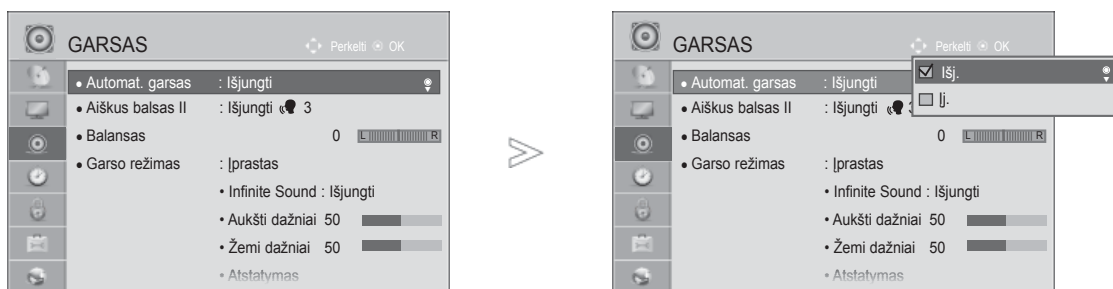 GARSAS
Perkelti OK
• Automat. garsas : Išjungti
• Aiškus balsas II : Išjungti 3
• Balansas 0 L R
• Garso režimas : Įprastas
• Infinite Sound : Išjungti
• Aukšti dažniai 50
• Žemi dažniai 50
• Atstatymas
GARSAS
Perkelti OK
• Automat. garsas : Išjungti
Išj.
Įj.
• Aiškus balsas II : Išjungti
• Balansas 0 L R
• Garso režimas : Įprastas
• Infinite Sound : Išjungti
• Aukšti dažniai 50
• Žemi dažniai 50
• Atstatymas